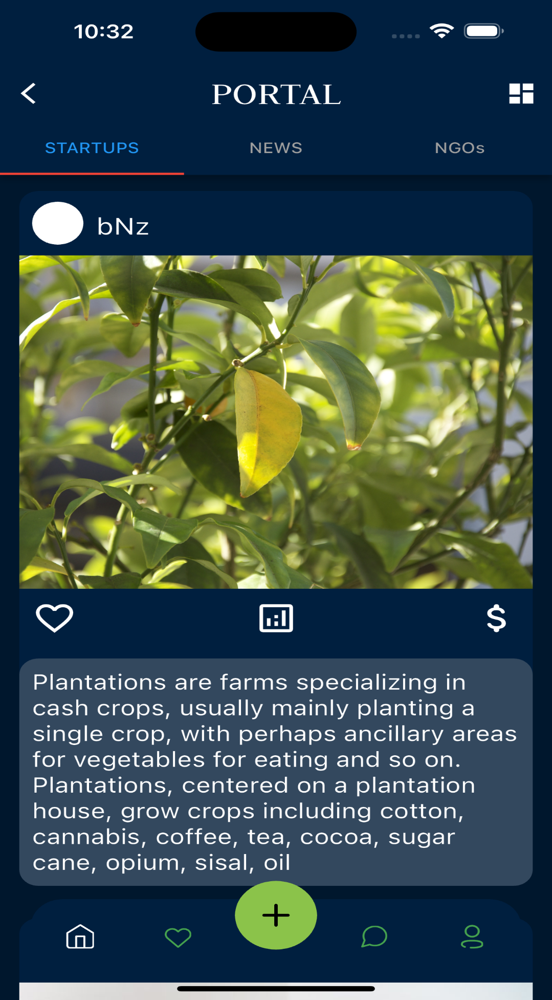 10:32
PORTAL
STARTUPS NEWS NGOs
bNz
Plantations are farms specializing in
cash crops, usually mainly planting a
single crop, with perhaps ancillary areas
for vegetables for eating and so on.
Plantations, centered on a plantation
house, grow crops including cotton,
cannabis, coffee, tea, cocoa, sugar
cane, opium, sisal, oil